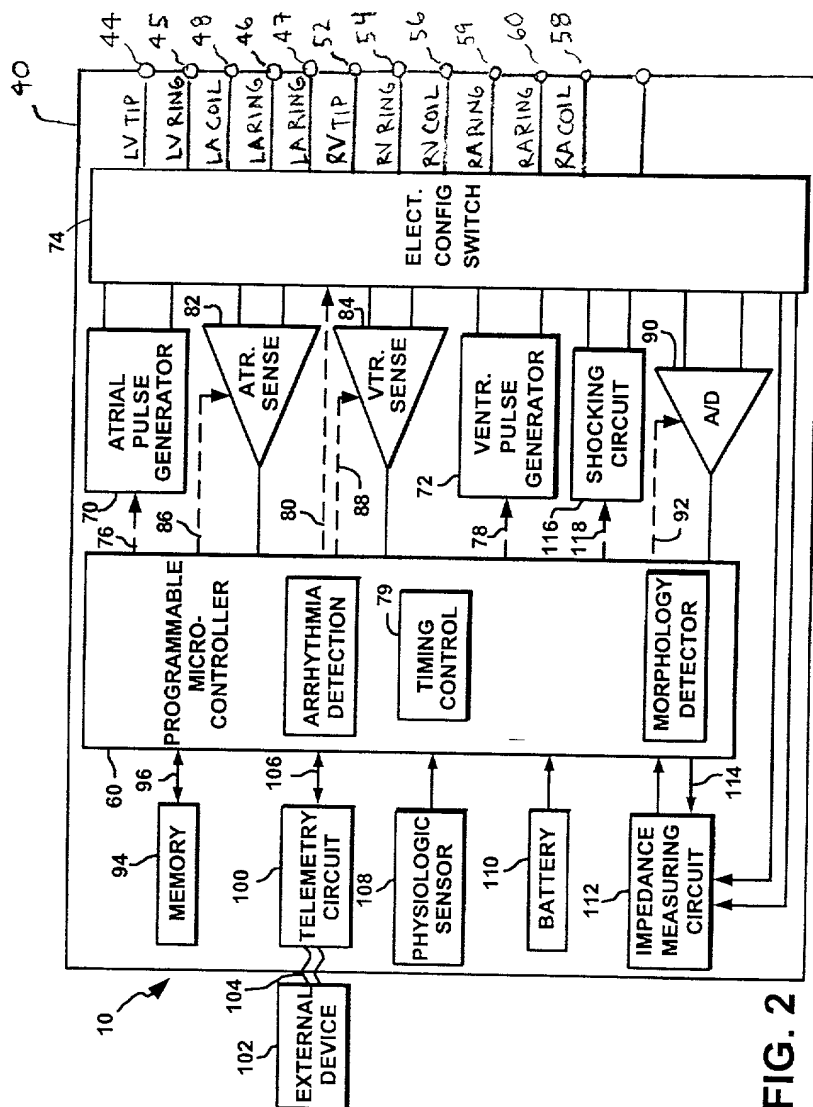 40
44
45
48
46
47
52
54
56
59
60
58
LV TIP
LV RING
LA COIL
LA RING
LA RING
RV TIP
RV RING
RV COIL
RA RING
RA RING
RA COIL
74
ELECT.
CONFIG
SWITCH
ATRIAL
PULSE
GENERATOR
70
76
82
ATR.
SENSE
86
80
84
VTR.
SENSE
88
VENTR.
PULSE
GENERATOR
72
78
SHOCKING
CIRCUIT
116
118
90
A/D
92
PROGRAMMABLE
MICRO-
CONTROLLER
60
ARRHYTHMIA
DETECTION
79
TIMING
CONTROL
MORPHOLOGY
DETECTOR
96
106
114
94
MEMORY
100
TELEMETRY
CIRCUIT
108
PHYSIOLOGIC
SENSOR
110
BATTERY
112
IMPEDANCE
MEASURING
CIRCUIT
10
104
102
EXTERNAL
DEVICE
FIG. 2